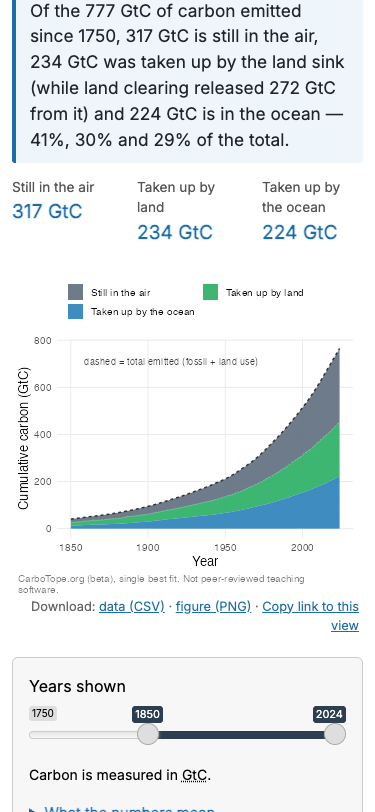 Of the 777 GtC of carbon emitted
since 1750, 317 GtC is still in the air,
234 GtC was taken up by the land sink
(while land clearing released 272 GtC
from it) and 224 GtC is in the ocean —
41%, 30% and 29% of the total.
Still in the air
317 GtC
Taken up by
land
234 GtC
Taken up by
the ocean
224 GtC
Still in the air
Taken up by land
Taken up by the ocean
dashed = total emitted (fossil + land use)
Cumulative carbon (GtC)
800
600
400
200
0
1850 1900 1950 2000
Year
CarboTope.org (beta), single best fit. Not peer-reviewed teaching
software.
Download: data (CSV) · figure (PNG) · Copy link to this
view
Years shown
1750 1850 2024
Carbon is measured in GtC.
What the numbers mean